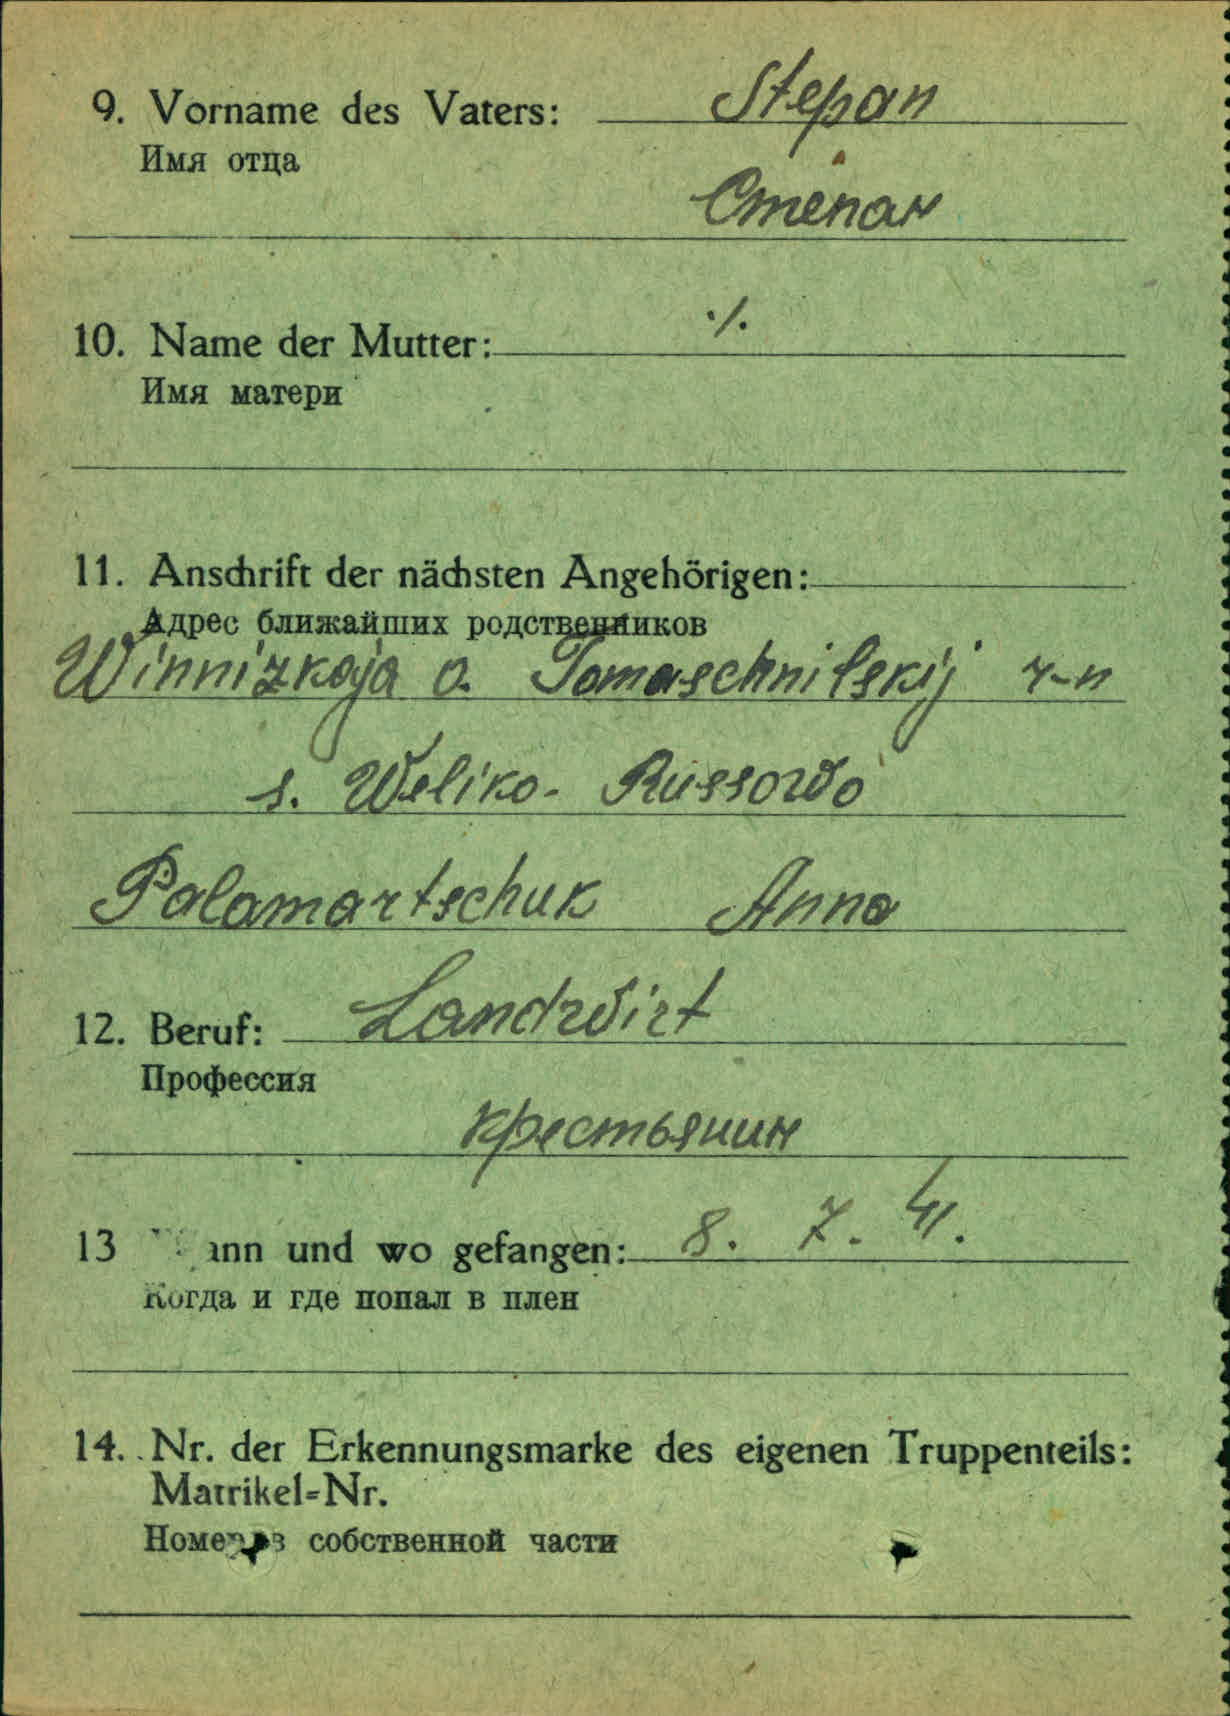 9. Vorname des Vaters: Stepan
Имя отца
Степан
10. Name der Mutter: ·/.
Имя матери
11. Anschrift der nächsten Angehörigen:
Адрес ближайших родственников
Winnizkaja o. Tomaschnilskij r-n
s. Weliko- Russowo
Palamartschuk Anna
12. Beruf: Landwirt
Профессия
крестьянин
13 und wo gefangen: 8. 7. 41.
Когда и где попал в плен
14. Nr. der Erkennungsmarke des eigenen Truppenteils:
Matrikel=Nr.
собственной части